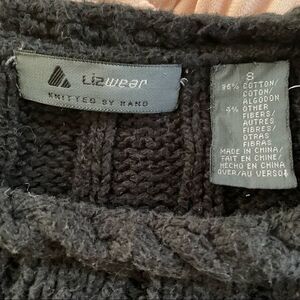 Lizwear
KNITTED BY HAND
S
96% COTTON/
COTON/
ALGODON
4% OTHER
FIBERS/
AUTRES
FIBRES/
OTRAS
FIBRAS
MADE IN CHINA/
FAIT EN CHINE/
HECHO EN CHINA
OVER/AU VERSO/